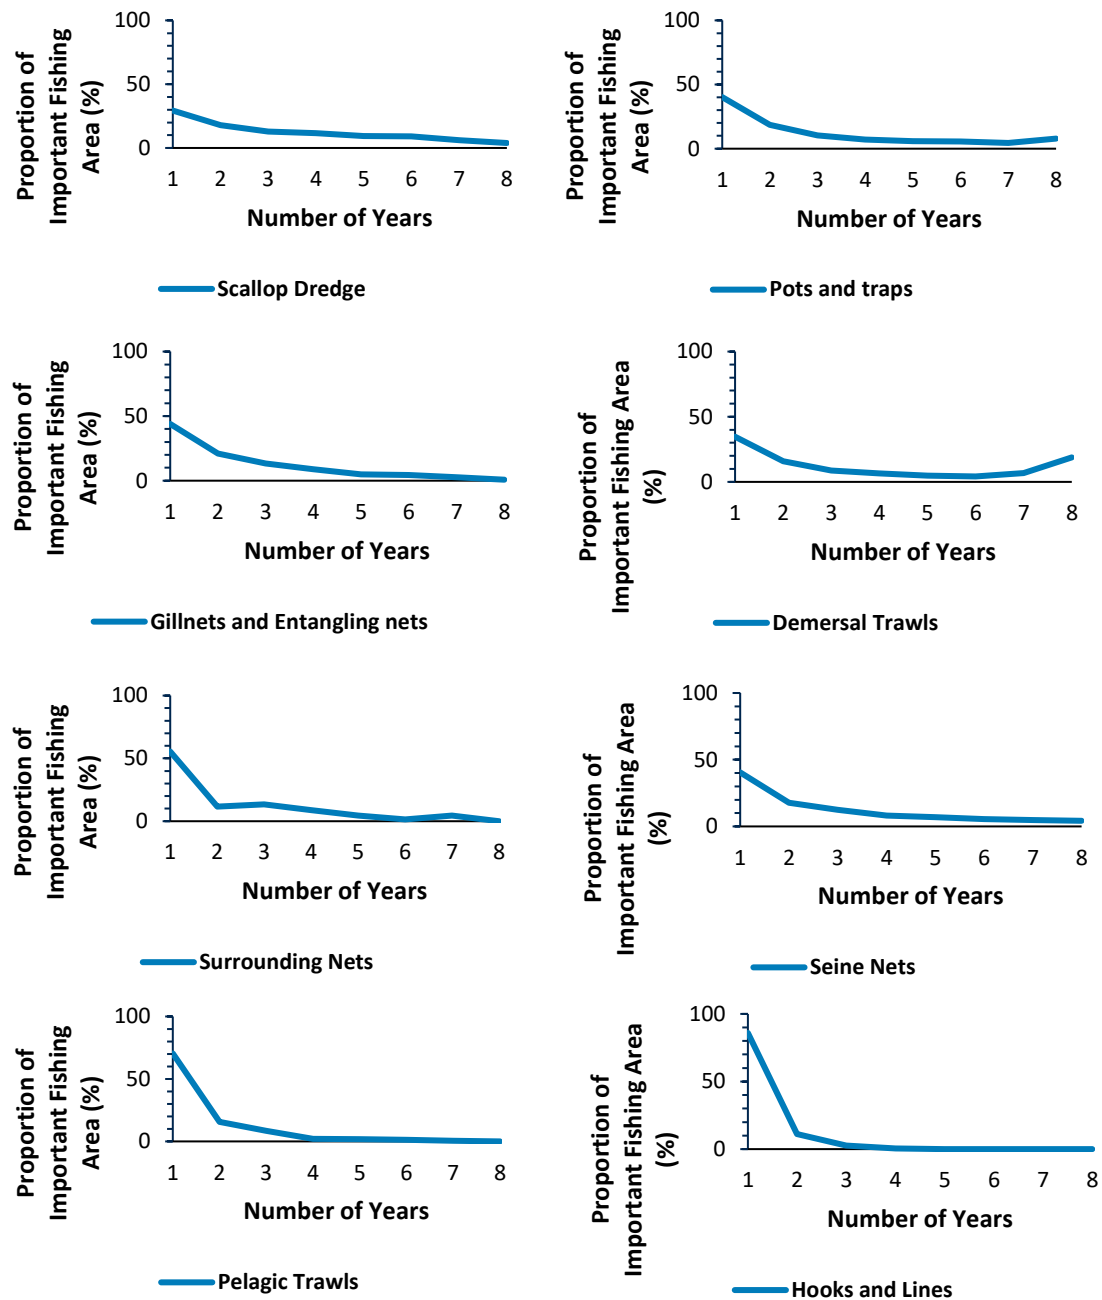 Proportion of
Important Fishing
Area (%)
100
50
0
1 2 3 4 5 6 7 8
Number of Years
Scallop Dredge
Proportion of
Important Fishing
Area (%)
100
50
0
1 2 3 4 5 6 7 8
Number of Years
Pots and traps
Proportion of
Important Fishing
Area (%)
100
50
0
1 2 3 4 5 6 7 8
Number of Years
Gillnets and Entangling nets
Proportion of
Important Fishing Area
(%)
100
50
0
1 2 3 4 5 6 7 8
Number of Years
Demersal Trawls
Proportion of
Important Fishing
Area (%)
100
50
0
1 2 3 4 5 6 7 8
Number of Years
Surrounding Nets
Proportion of
Important Fishing Area
(%)
100
50
0
1 2 3 4 5 6 7 8
Number of Years
Seine Nets
Proportion of
Important Fishing
Area (%)
100
50
0
1 2 3 4 5 6 7 8
Number of Years
Pelagic Trawls
Proportion of
Important Fishing Area
(%)
100
50
0
1 2 3 4 5 6 7 8
Number of Years
Hooks and Lines